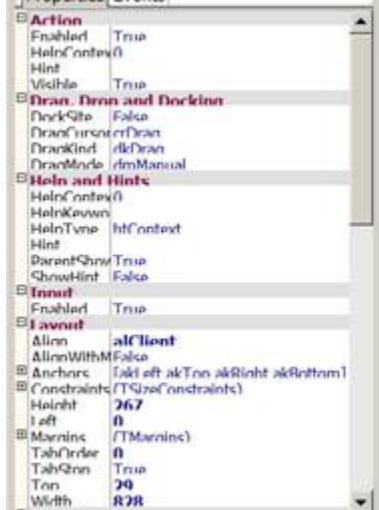 Properties Events
Action
Enabled True
HelpContex 0
Hint
Visible True
Drag, Drop and Docking
DockSite False
DragCursor crDrag
DragKind dkDrag
DragMode dmManual
Help and Hints
HelpContex 0
HelpKeywo
HelpType htContext
Hint
ParentShow True
ShowHint False
Input
Enabled True
Layout
Align alClient
AlignWithM False
Anchors [akLeft akTop akRight akBottom]
Constraints (TSizeConstraints)
Height 267
Left 0
Margins (TMargins)
TabOrder 0
TabStop True
Top 29
Width 828